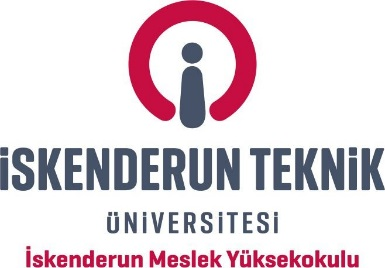 İSKENDERUN TEKNİK
ÜNİVERSİTESİ
İskenderun Meslek Yüksekokulu